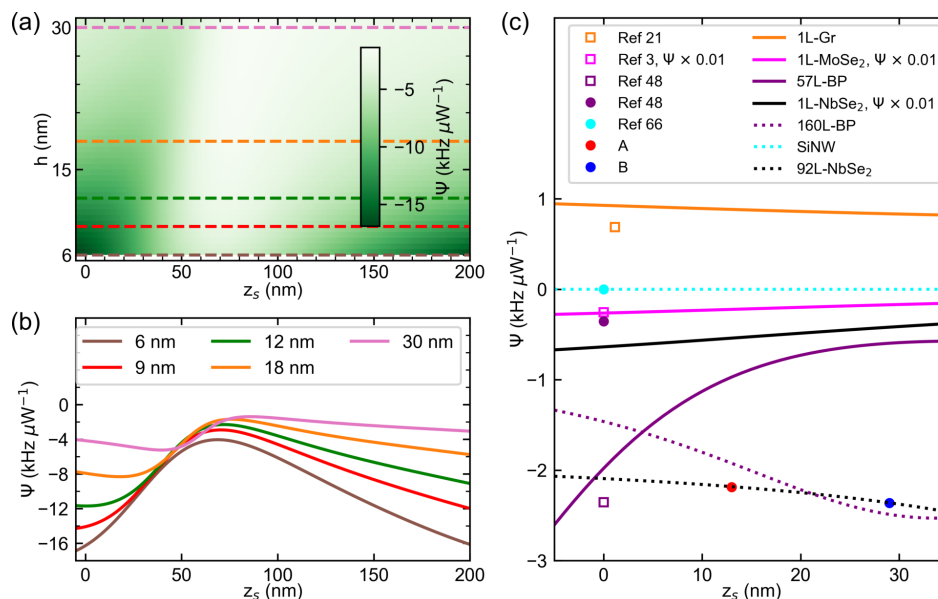 (a)
30
15
6
h (nm)
−5
−10
−15
Ψ (kHz μW⁻¹)
0 50 100 150 200
z_s (nm)
(b)
6 nm 12 nm 30 nm
9 nm 18 nm
0
−4
−8
−12
−16
Ψ (kHz μW⁻¹)
0 50 100 150 200
z_s (nm)
(c)
Ref 21
Ref 3, Ψ × 0.01
Ref 48
Ref 48
Ref 66
A
B
1L-Gr
1L-MoSe₂, Ψ × 0.01
57L-BP
1L-NbSe₂, Ψ × 0.01
160L-BP
SiNW
92L-NbSe₂
1
0
−1
−2
−3
Ψ (kHz μW⁻¹)
0 10 20 30
z_s (nm)